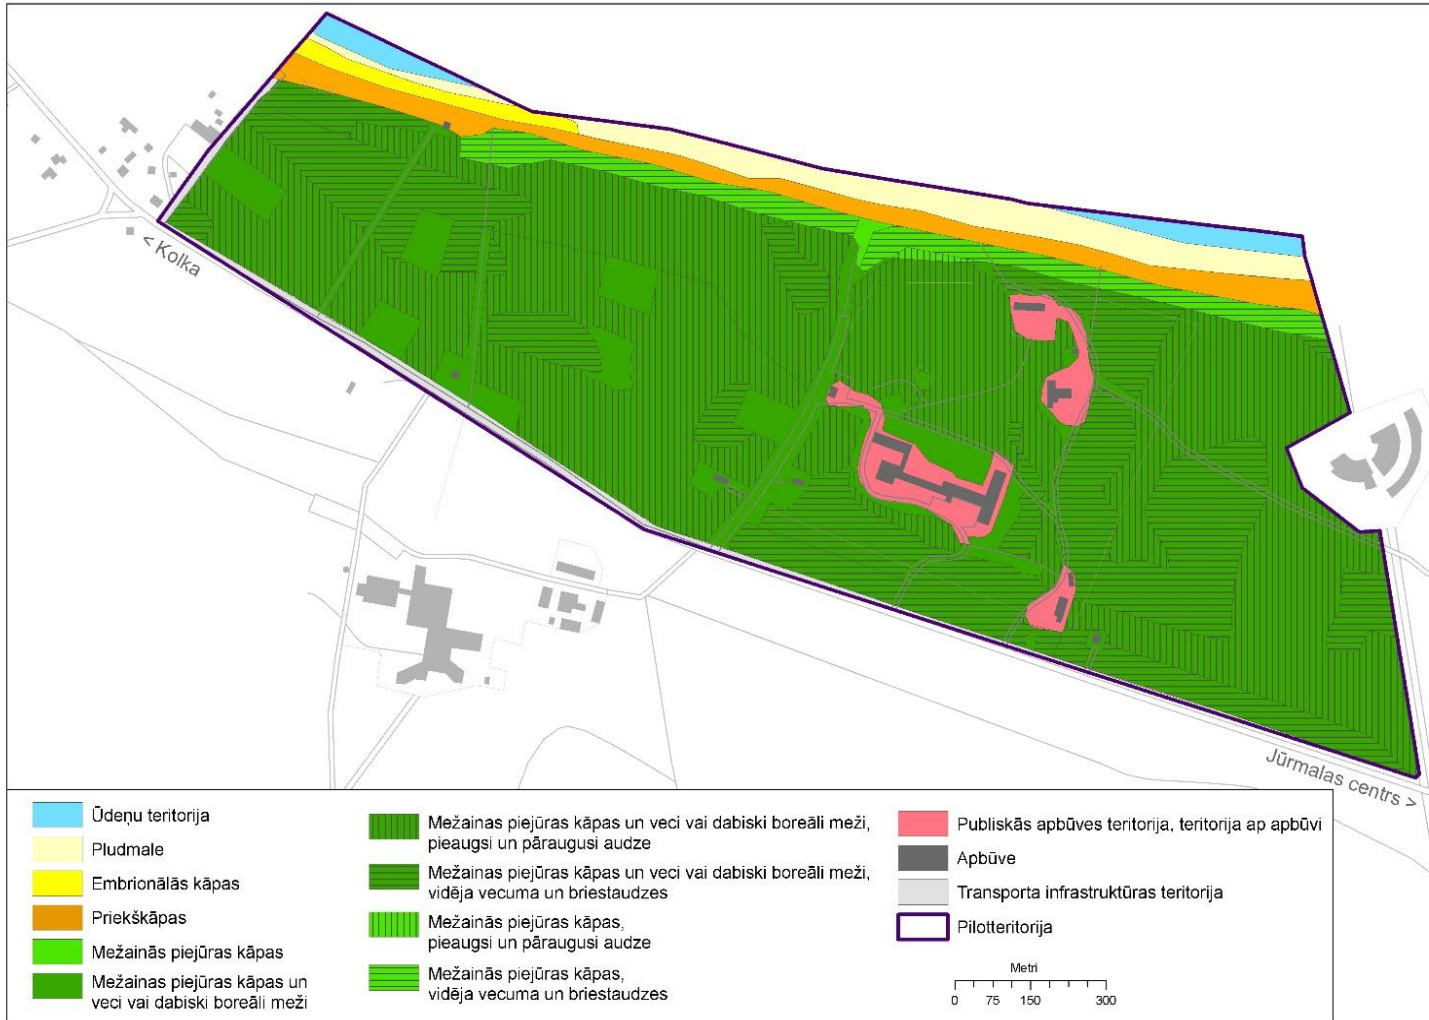 < Kolka
Jūrmalas centrs >
Ūdeņu teritorija
Pludmale
Embrionālās kāpas
Priekškāpas
Mežainās piejūras kāpas
Mežainas piejūras kāpas un
veci vai dabiski boreāli meži
Mežainas piejūras kāpas un veci vai dabiski boreāli meži,
pieaugsi un pāraugusi audze
Mežainas piejūras kāpas un veci vai dabiski boreāli meži,
vidēja vecuma un briestaudzes
Mežainās piejūras kāpas,
pieaugsi un pāraugusi audze
Mežainās piejūras kāpas,
vidēja vecuma un briestaudzes
Publiskās apbūves teritorija, teritorija ap apbūvi
Apbūve
Transporta infrastruktūras teritorija
Pilotteritorija
Metri
0 75 150 300